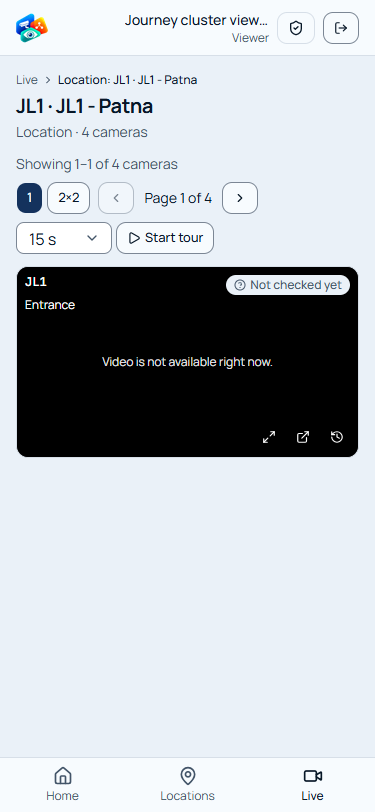 Journey cluster view...
Viewer
Live > Location: JL1 · JL1 - Patna
JL1 · JL1 - Patna
Location · 4 cameras
Showing 1–1 of 4 cameras
1 2×2 Page 1 of 4
15 s Start tour
JL1 Not checked yet
Entrance
Video is not available right now.
Home Locations Live